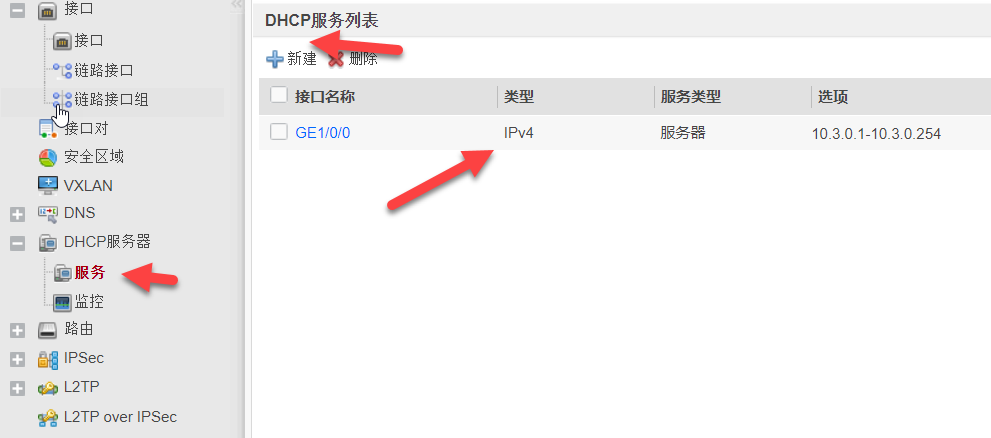 接口
接口
链路接口
链路接口组
接口对
安全区域
VXLAN
DNS
DHCP服务器
服务
监控
路由
IPSec
L2TP
L2TP over IPSec
DHCP服务列表
新建 删除
接口名称 类型 服务类型 选项
GE1/0/0 IPv4 服务器 10.3.0.1-10.3.0.254